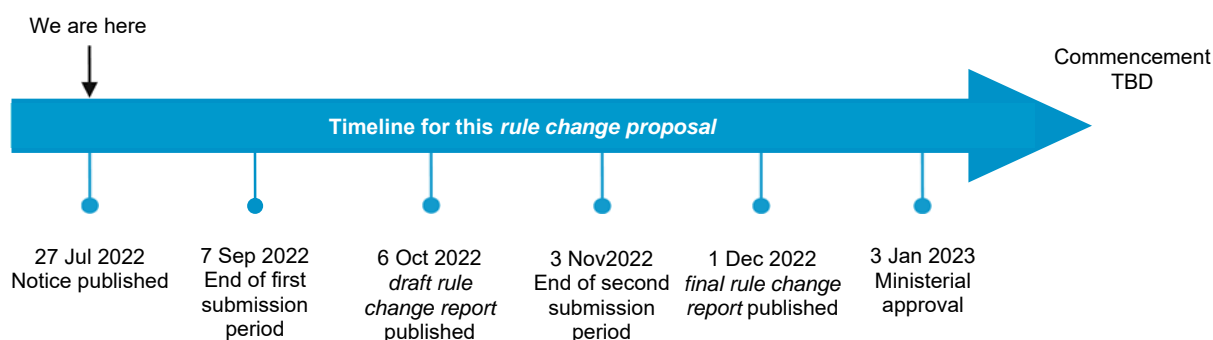 We are here
Commencement
TBD
Timeline for this rule change proposal
27 Jul 2022
Notice published
7 Sep 2022
End of first
submission
period
6 Oct 2022
draft rule
change report
published
3 Nov2022
End of second
submission
period
1 Dec 2022
final rule change
report published
3 Jan 2023
Ministerial
approval